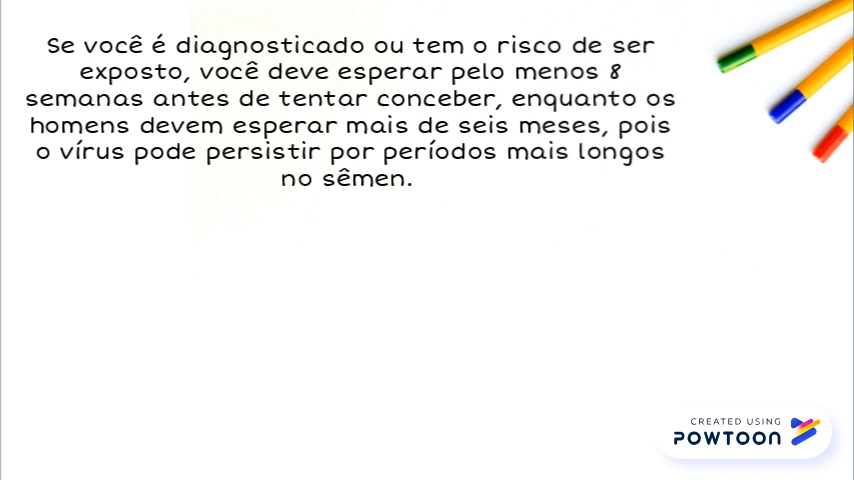 Se você é diagnosticado ou tem o risco de ser
exposto, você deve esperar pelo menos 8
semanas antes de tentar conceber, enquanto os
homens devem esperar mais de seis meses, pois
o vírus pode persistir por períodos mais longos
no sêmen.
CREATED USING
POWTOON